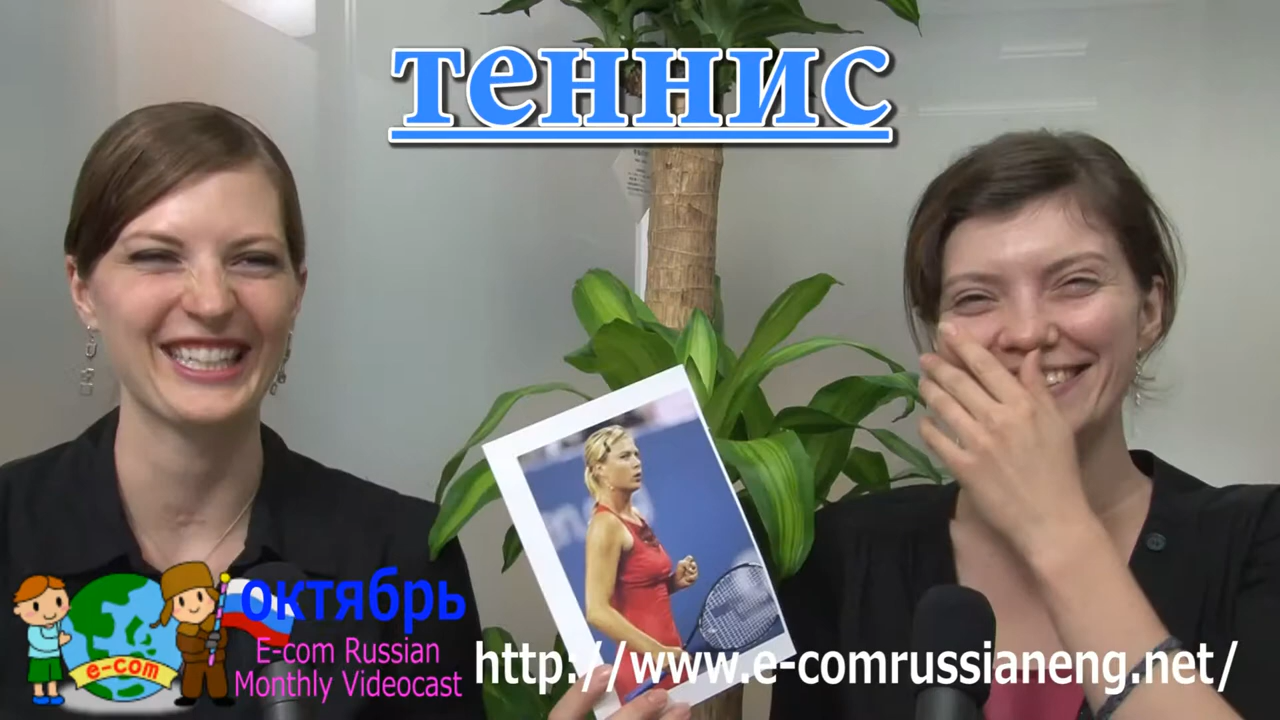 теннис
октябрь
E-com Russian
Monthly Videocast
e-com
http://www.e-comrussianeng.net/